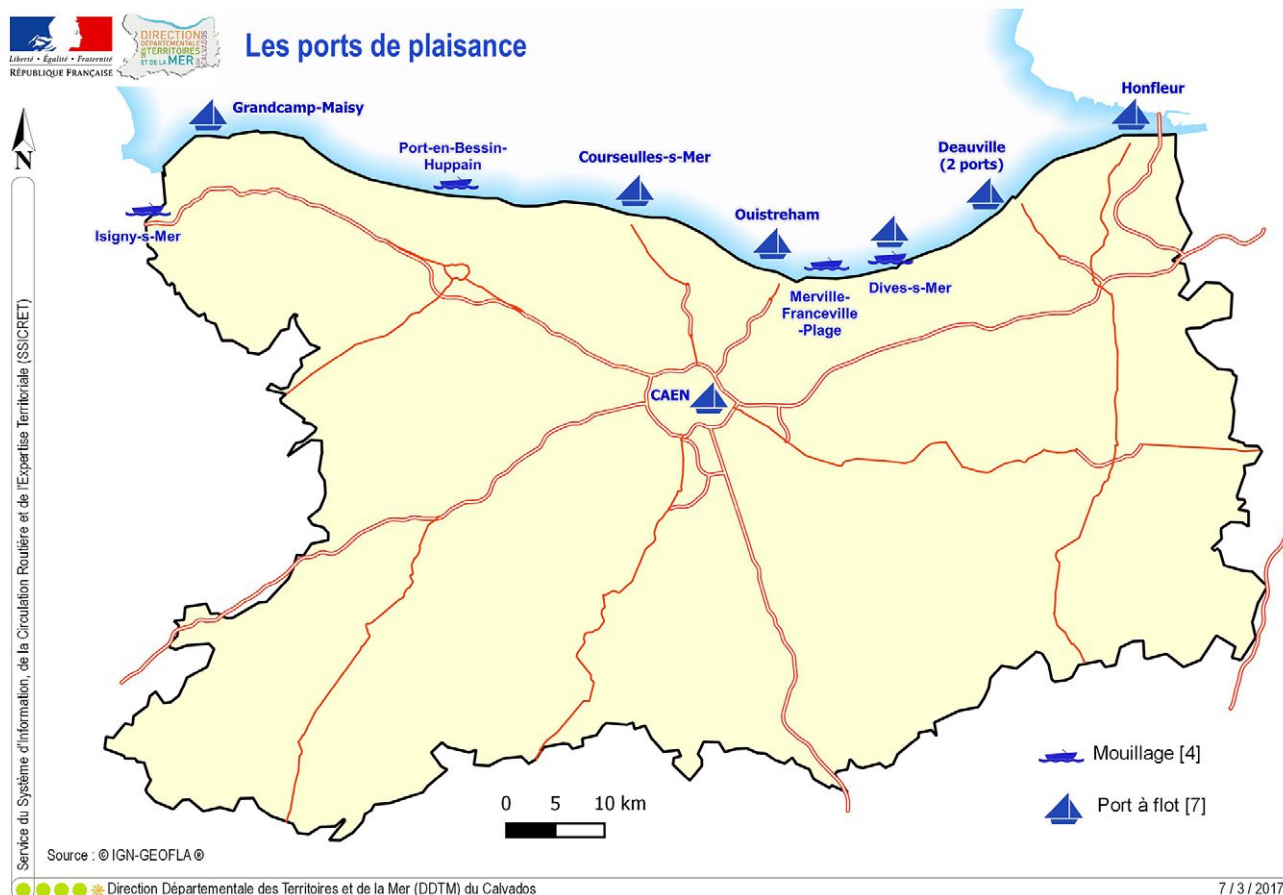 Liberté • Égalité • Fraternité
RÉPUBLIQUE FRANÇAISE
DIRECTION
DÉPARTEMENTALE
DES TERRITOIRES
ET DE LA MER EN
CALVADOS
Les ports de plaisance
N
Grandcamp-Maisy
Honfleur
Port-en-Bessin-
Huppain
Courseulles-s-Mer
Deauville
(2 ports)
Isigny-s-Mer
Ouistreham
Merville-
Franceville
-Plage
Dives-s-Mer
CAEN
Mouillage [4]
Port à flot [7]
0 5 10 km
Source : © IGN-GEOFLA®
Service du Système d'Information, de la Circulation Routière et de l'Expertise Territoriale (SSICRET)
Direction Départementale des Territoires et de la Mer (DDTM) du Calvados
7 / 3 / 2017